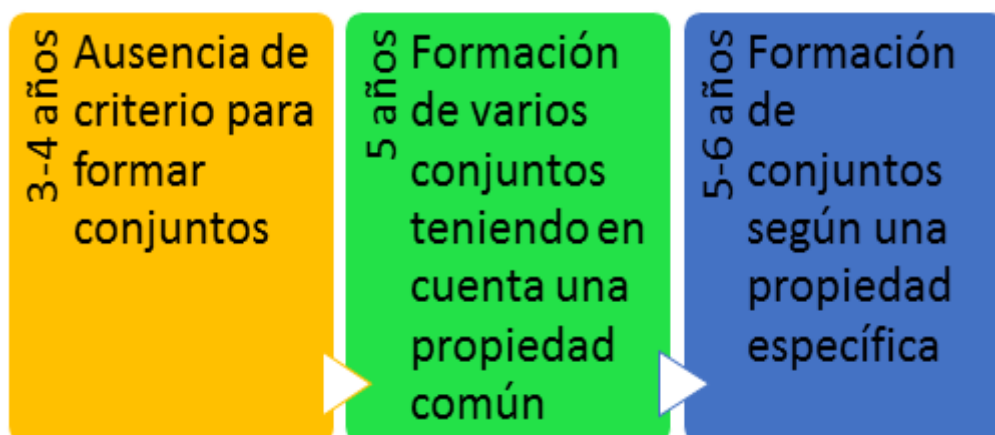 3-4 años
Ausencia de
criterio para
formar
conjuntos
5 años
Formación
de varios
conjuntos
teniendo en
cuenta una
propiedad
común
5-6 años
Formación
de
conjuntos
según una
propiedad
específica